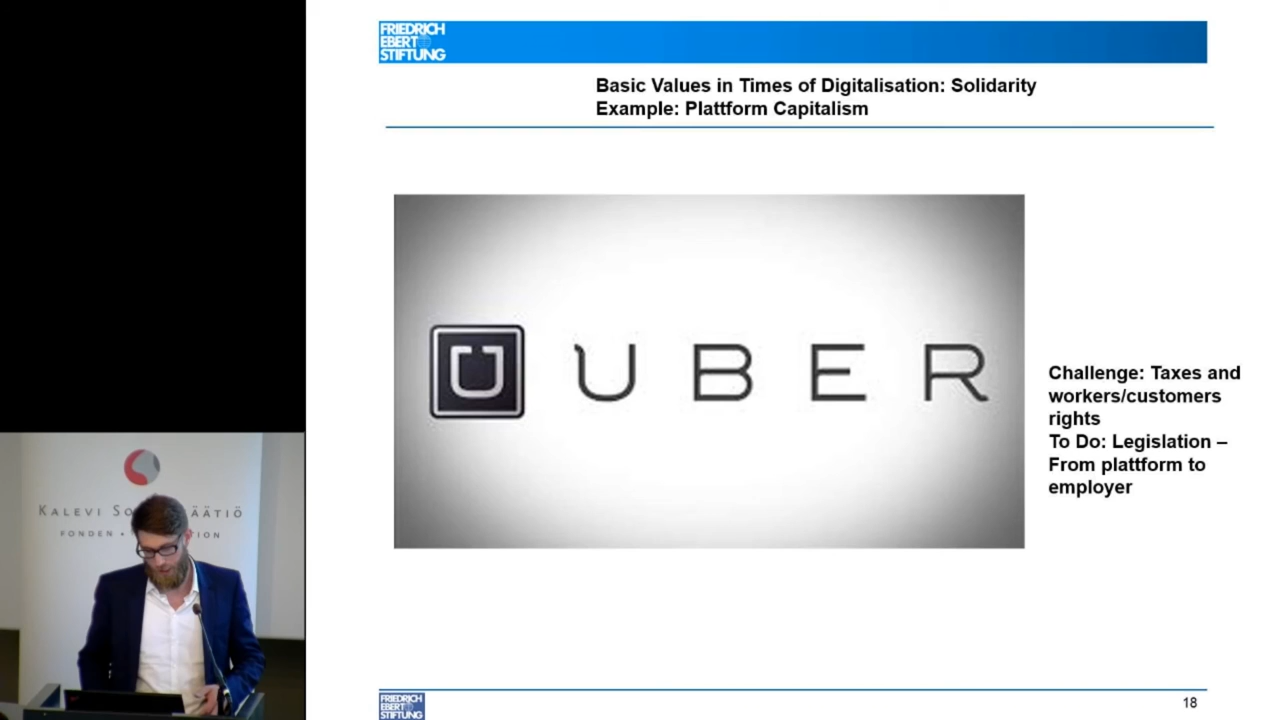 FRIEDRICH
EBERT
STIFTUNG
Basic Values in Times of Digitalisation: Solidarity
Example: Plattform Capitalism
U UBER
Challenge: Taxes and
workers/customers
rights
To Do: Legislation –
From plattform to
employer
KALEVI
FONDEN
FRIEDRICH
EBERT
STIFTUNG
18